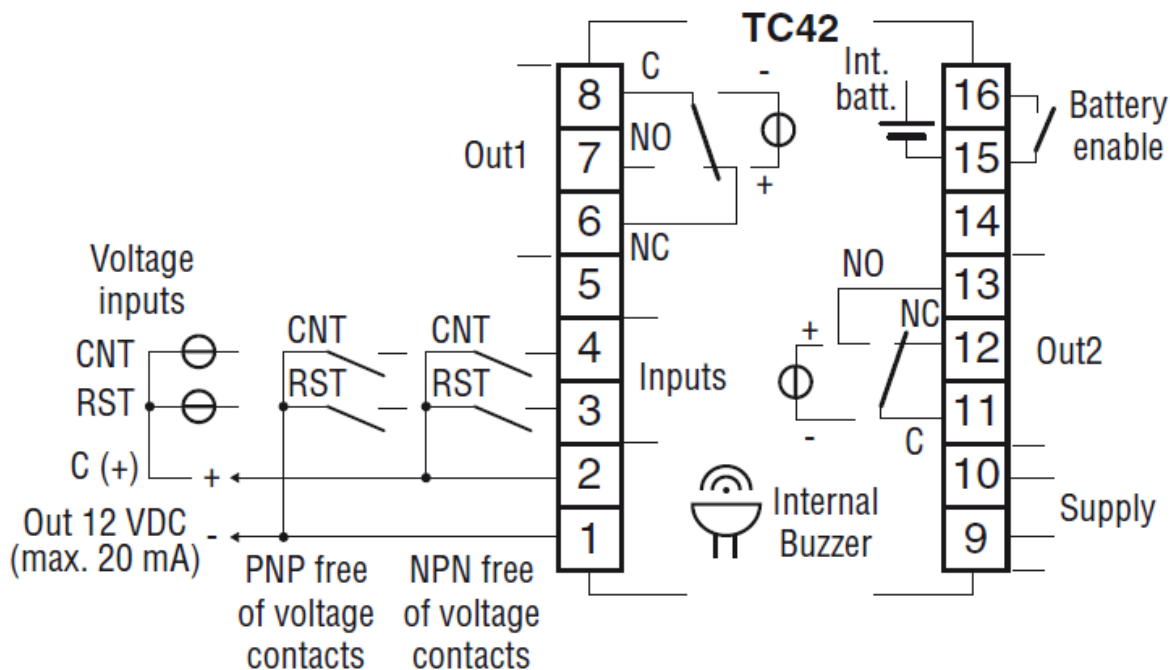 TC42
C
-
Int.
batt.
8
16
Battery
enable
NO
Out1
7
15
+
6
14
NC
Voltage
inputs
5
NO
13
CNT
CNT
CNT
4
+
NC
12
Out2
RST
RST
RST
Inputs
3
11
-
C
C (+)
+
2
10
Internal
Buzzer
Supply
Out 12 VDC
(max. 20 mA)
-
1
9
PNP free
of voltage
contacts
NPN free
of voltage
contacts